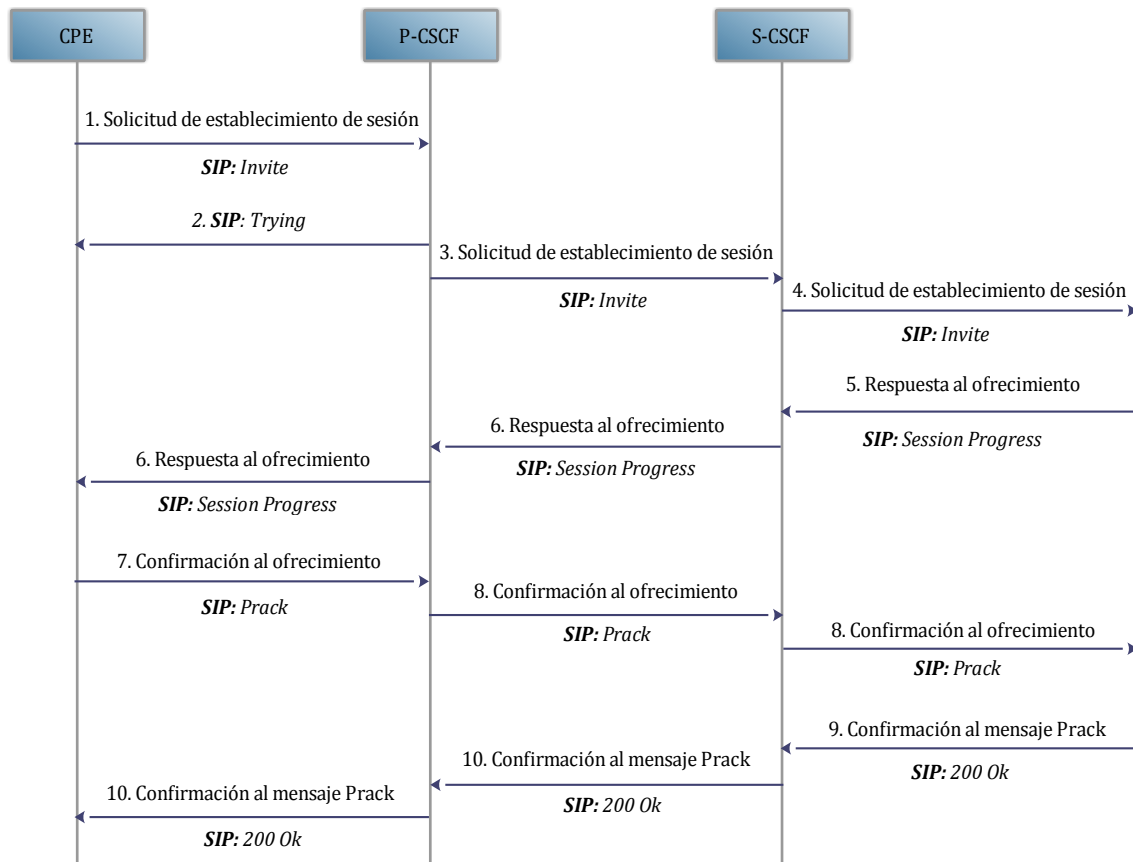 CPE
P-CSCF
S-CSCF
1. Solicitud de establecimiento de sesión
SIP: Invite
2. SIP: Trying
3. Solicitud de establecimiento de sesión
SIP: Invite
4. Solicitud de establecimiento de sesión
SIP: Invite
5. Respuesta al ofrecimiento
SIP: Session Progress
6. Respuesta al ofrecimiento
SIP: Session Progress
6. Respuesta al ofrecimiento
SIP: Session Progress
7. Confirmación al ofrecimiento
SIP: Prack
8. Confirmación al ofrecimiento
SIP: Prack
8. Confirmación al ofrecimiento
SIP: Prack
9. Confirmación al mensaje Prack
SIP: 200 Ok
10. Confirmación al mensaje Prack
SIP: 200 Ok
10. Confirmación al mensaje Prack
SIP: 200 Ok